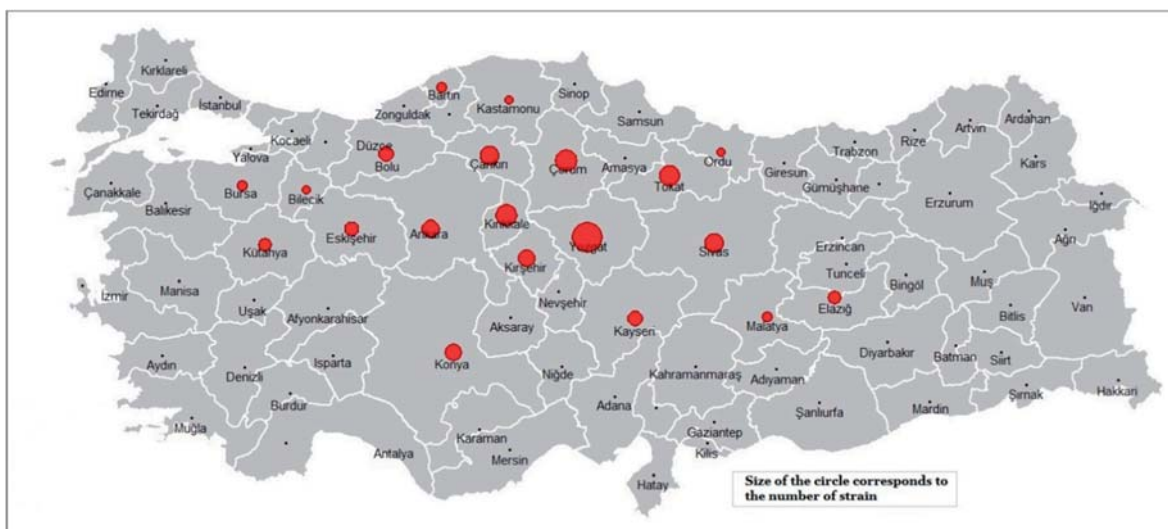 Kırklareli
Edirne
Tekirdağ
İstanbul
Kocaeli
Yalova
Çanakkale
Balıkesir
Bursa
Bilecik
Düzce
Bolu
Zonguldak
Bartın
Kastamonu
Sinop
Samsun
Çankırı
Çorum
Amasya
Tokat
Ordu
Giresun
Trabzon
Gümüşhane
Rize
Artvin
Ardahan
Kars
Iğdır
Ağrı
Erzurum
Erzincan
Tunceli
Bingöl
Muş
Bitlis
Van
Kütahya
Eskişehir
Ankara
Kırıkkale
Yozgat
Sivas
Kırşehir
Nevşehir
Kayseri
Malatya
Elazığ
İzmir
Manisa
Uşak
Afyonkarahisar
Aksaray
Konya
Niğde
Isparta
Aydın
Denizli
Burdur
Muğla
Antalya
Karaman
Mersin
Adana
Kahramanmaraş
Adıyaman
Gaziantep
Kilis
Hatay
Şanlıurfa
Diyarbakır
Mardin
Batman
Siirt
Şırnak
Hakkari
Size of the circle corresponds to
the number of strain